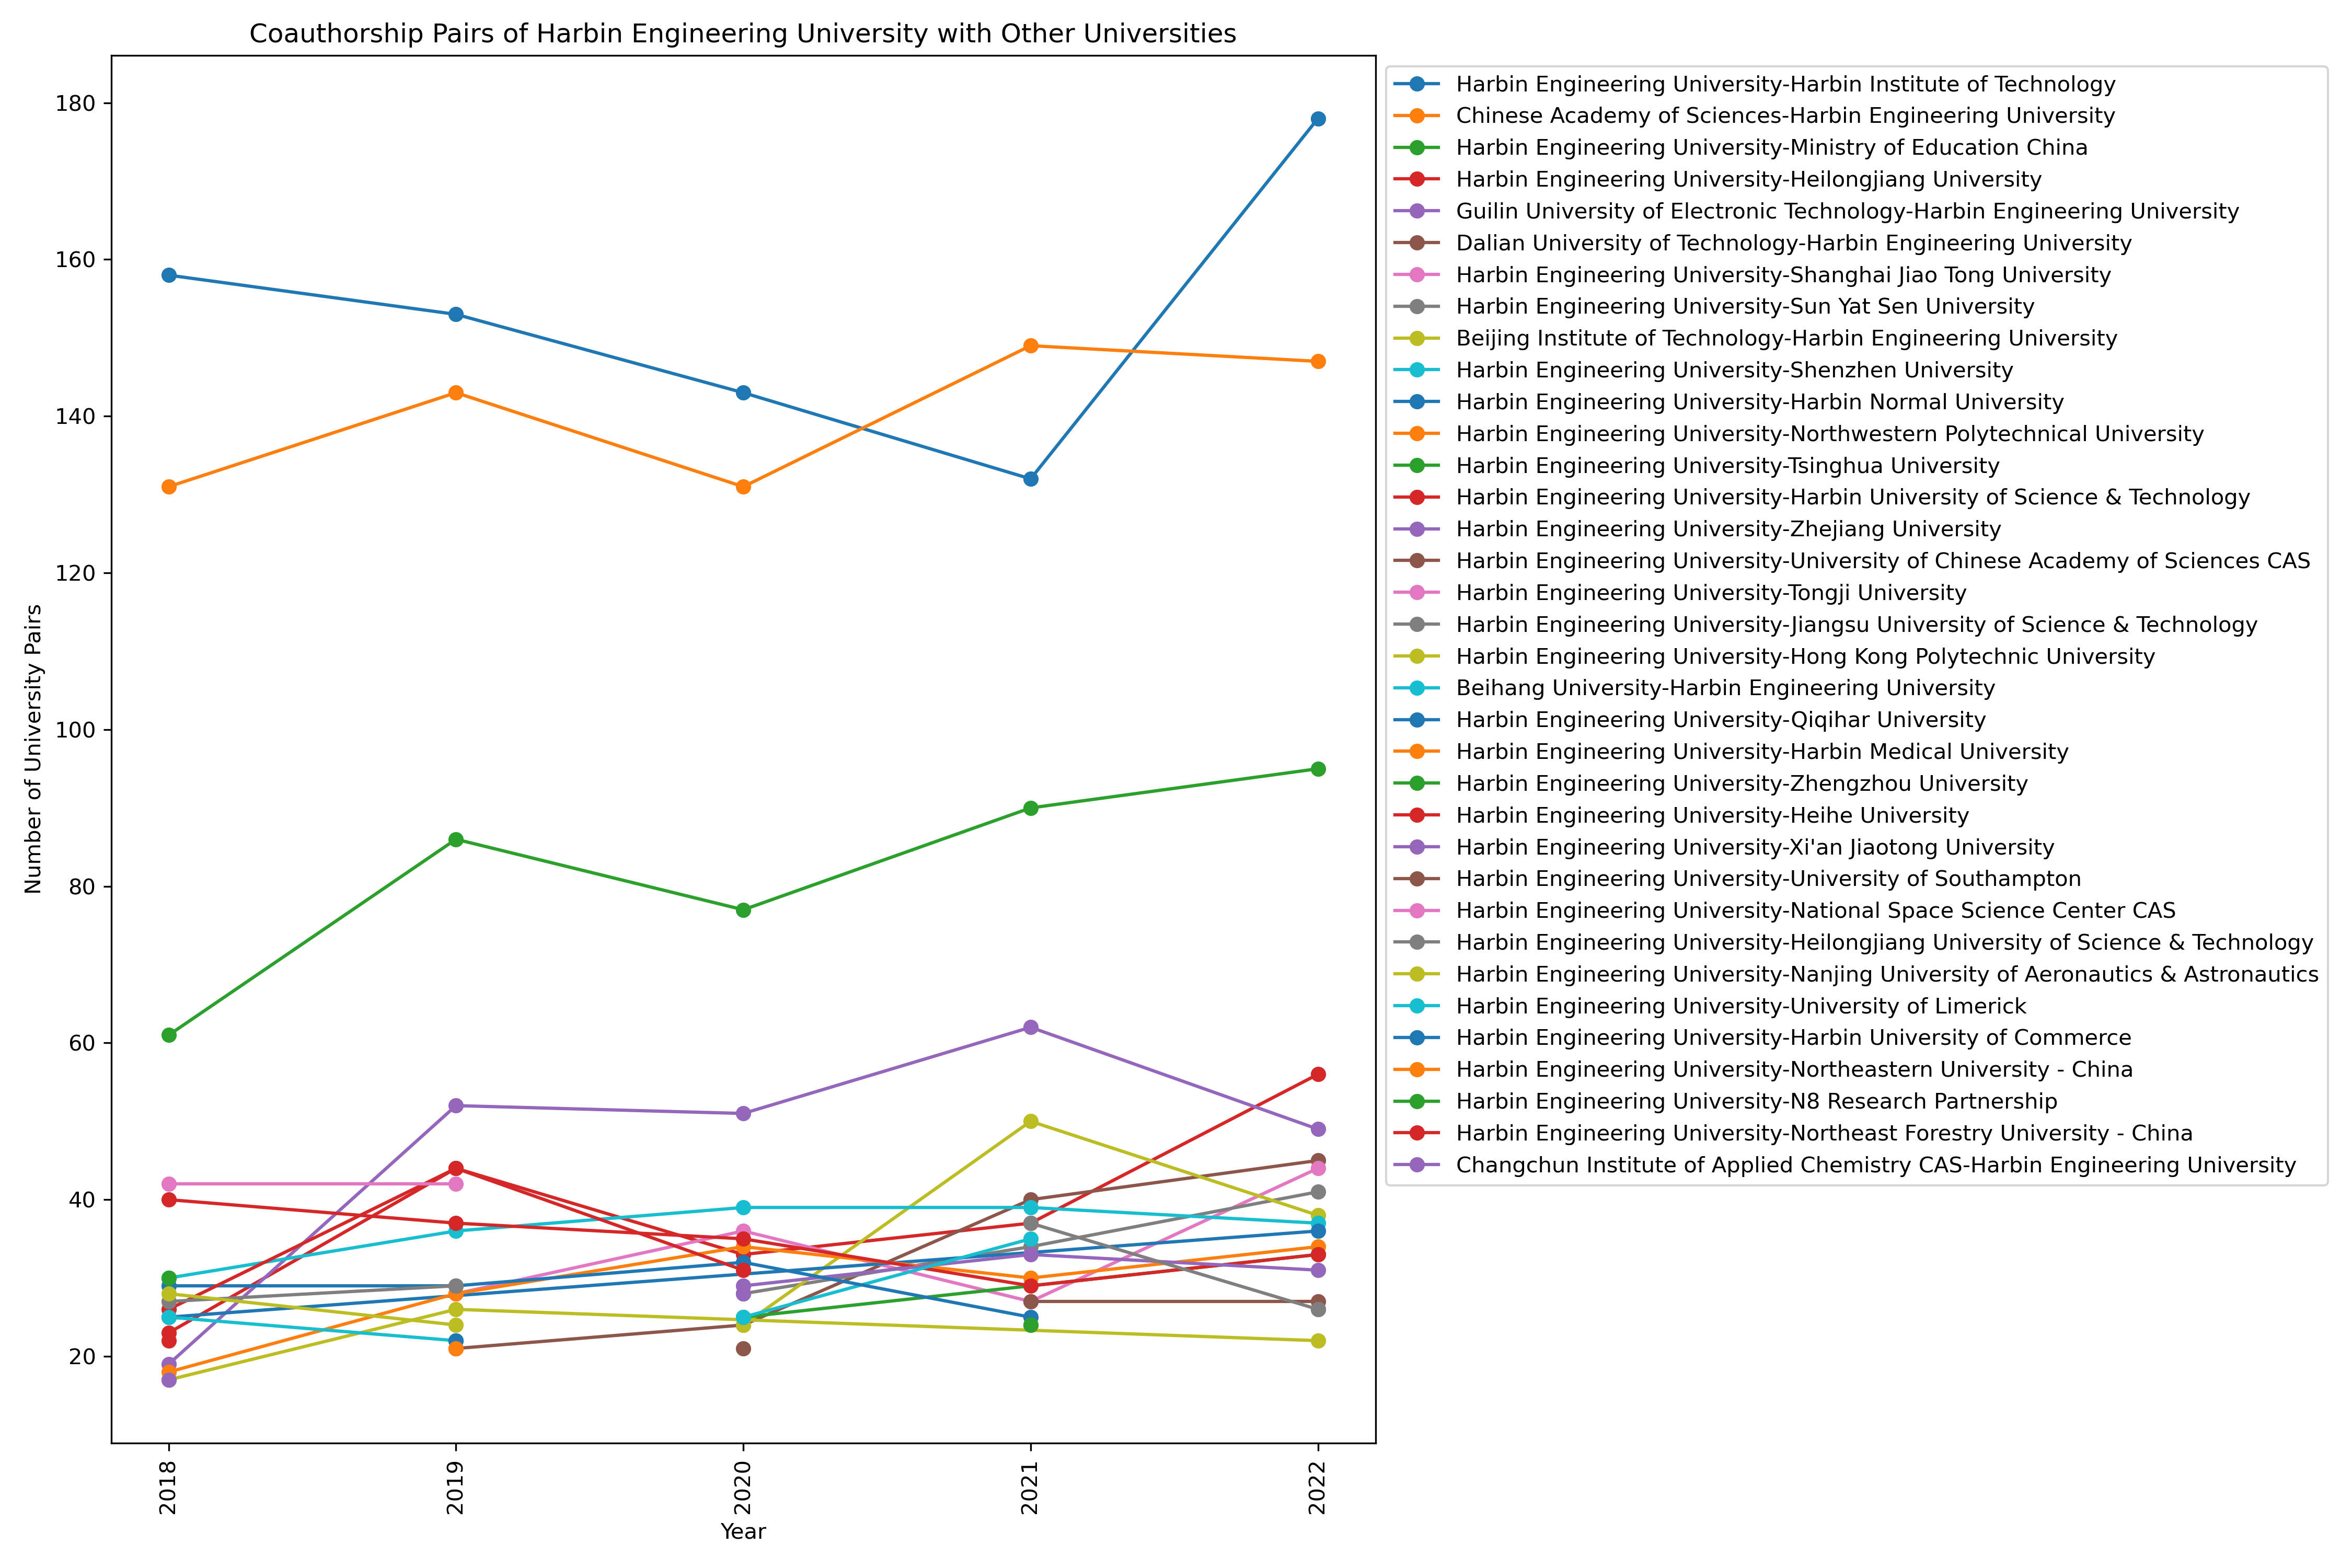 Coauthorship Pairs of Harbin Engineering University with Other Universities
180
160
140
120
100
80
60
40
20
Number of University Pairs
2018
2019
2020
2021
2022
Year
Harbin Engineering University-Harbin Institute of Technology
Chinese Academy of Sciences-Harbin Engineering University
Harbin Engineering University-Ministry of Education China
Harbin Engineering University-Heilongjiang University
Guilin University of Electronic Technology-Harbin Engineering University
Dalian University of Technology-Harbin Engineering University
Harbin Engineering University-Shanghai Jiao Tong University
Harbin Engineering University-Sun Yat Sen University
Beijing Institute of Technology-Harbin Engineering University
Harbin Engineering University-Shenzhen University
Harbin Engineering University-Harbin Normal University
Harbin Engineering University-Northwestern Polytechnical University
Harbin Engineering University-Tsinghua University
Harbin Engineering University-Harbin University of Science & Technology
Harbin Engineering University-Zhejiang University
Harbin Engineering University-University of Chinese Academy of Sciences CAS
Harbin Engineering University-Tongji University
Harbin Engineering University-Jiangsu University of Science & Technology
Harbin Engineering University-Hong Kong Polytechnic University
Beihang University-Harbin Engineering University
Harbin Engineering University-Qiqihar University
Harbin Engineering University-Harbin Medical University
Harbin Engineering University-Zhengzhou University
Harbin Engineering University-Heihe University
Harbin Engineering University-Xi'an Jiaotong University
Harbin Engineering University-University of Southampton
Harbin Engineering University-National Space Science Center CAS
Harbin Engineering University-Heilongjiang University of Science & Technology
Harbin Engineering University-Nanjing University of Aeronautics & Astronautics
Harbin Engineering University-University of Limerick
Harbin Engineering University-Harbin University of Commerce
Harbin Engineering University-Northeastern University - China
Harbin Engineering University-N8 Research Partnership
Harbin Engineering University-Northeast Forestry University - China
Changchun Institute of Applied Chemistry CAS-Harbin Engineering University